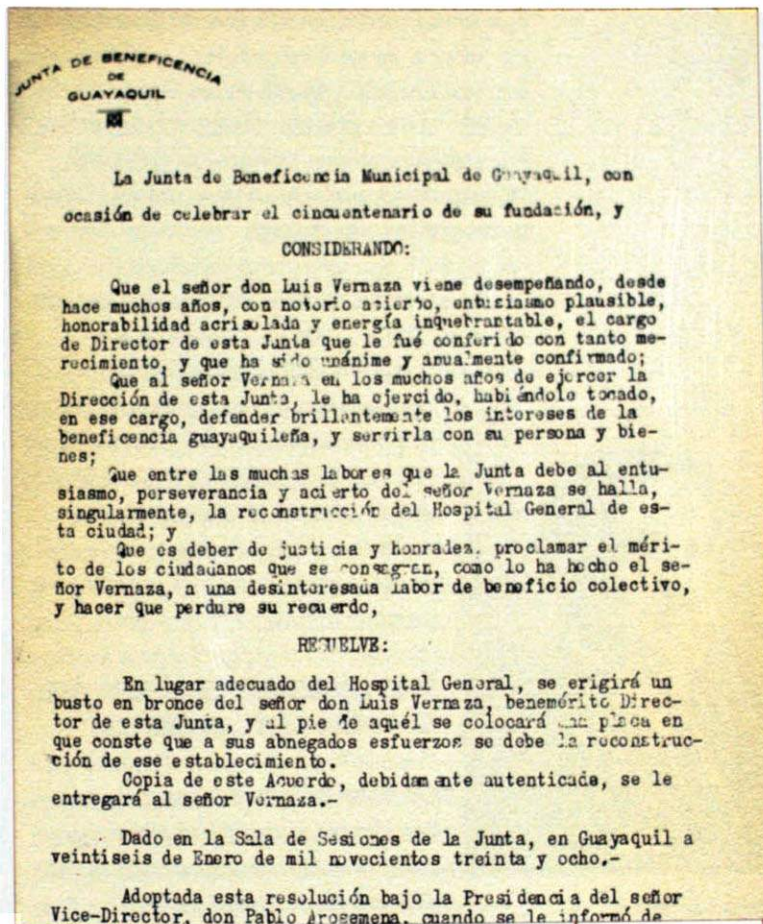 JUNTA DE BENEFICENCIA
DE
GUAYAQUIL
La Junta de Beneficencia Municipal de Guayaquil, con
ocasión de celebrar el cincuentenario de su fundación, y
CONSIDERANDO:
Que el señor don Luis Vernaza viene desempeñando, desde
hace muchos años, con notorio acierto, entusiasmo plausible,
honorabilidad acrisolada y energía inquebrantable, el cargo
de Director de esta Junta que le fué conferido con tanto me-
recimiento, y que ha sido unánime y anualmente confirmado;
Que al señor Vernaza en los muchos años de ejercer la
Dirección de esta Junta, le ha ejercido, habiéndole tocado,
en ese cargo, defender brillantemente los intereses de la
beneficencia guayaquileña, y servirla con su persona y bie-
nes;
Que entre las muchas labores que la Junta debe al entu-
siasmo, perseverancia y acierto del señor Vernaza se halla,
singularmente, la reconstrucción del Hospital General de es-
ta ciudad; y
Que es deber de justicia y honradez, proclamar el méri-
to de los ciudadanos que se consagran, como lo ha hecho el se-
ñor Vernaza, a una desinteresada labor de beneficio colectivo,
y hacer que perdure su recuerdo,
RESUELVE:
En lugar adecuado del Hospital General, se erigirá un
busto en bronce del señor don Luis Vernaza, benemérito Direc-
tor de esta Junta, y al pie de aquél se colocará una placa en
que conste que a sus abnegados esfuerzos se debe la reconstruc-
ción de ese establecimiento.
Copia de este Acuerdo, debidamente autenticada, se le
entregará al señor Vernaza.-
Dado en la Sala de Sesiones de la Junta, en Guayaquil a
veintiseis de Enero de mil novecientos treinta y ocho.-
Adoptada esta resolución bajo la Presidencia del señor
Vice-Director, don Pablo Arosemena, cuando se le informó de